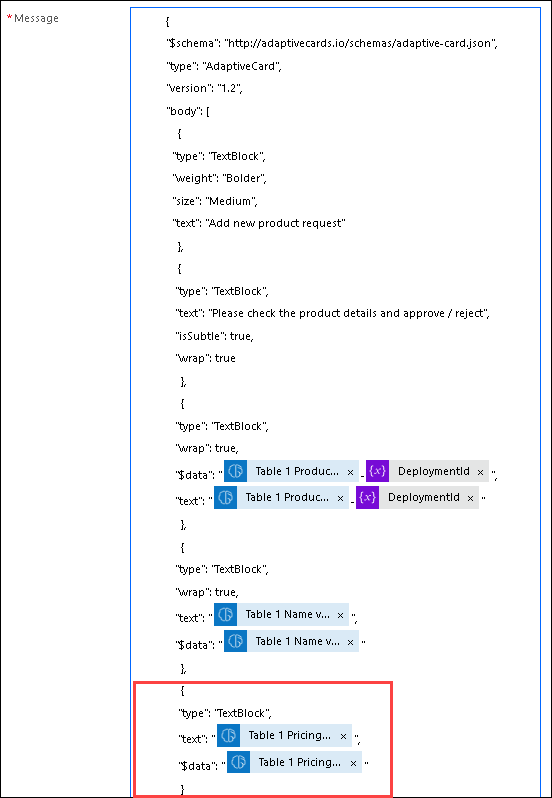 * Message
{
"$schema": "http://adaptivecards.io/schemas/adaptive-card.json",
"type": "AdaptiveCard",
"version": "1.2",
"body": [
{
"type": "TextBlock",
"weight": "Bolder",
"size": "Medium",
"text": "Add new product request"
},
{
"type": "TextBlock",
"text": "Please check the product details and approve / reject",
"isSubtle": true,
"wrap": true
},
{
"type": "TextBlock",
"wrap": true,
"$data": " Table 1 Produc... × - {x} DeploymentId × ",
"text": " Table 1 Produc... × - {x} DeploymentId × "
},
{
"type": "TextBlock",
"wrap": true,
"text": " Table 1 Name v... × ",
"$data": " Table 1 Name v... × "
},
{
"type": "TextBlock",
"text": " Table 1 Pricing... × ",
"$data": " Table 1 Pricing... × "
}